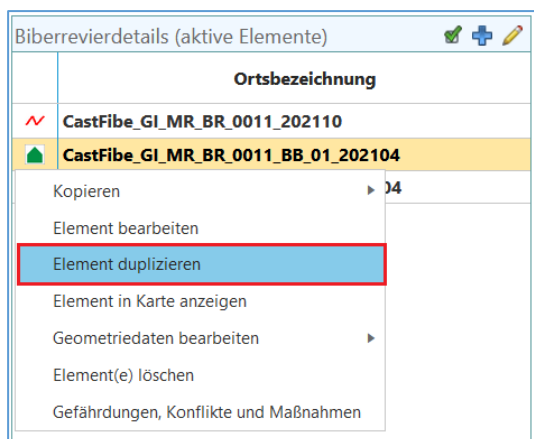 Biberrevierdetails (aktive Elemente)
Ortsbezeichnung
CastFibe_GI_MR_BR_0011_202110
CastFibe_GI_MR_BR_0011_BB_01_202104
04
Kopieren
Element bearbeiten
Element duplizieren
Element in Karte anzeigen
Geometriedaten bearbeiten
Element(e) löschen
Gefährdungen, Konflikte und Maßnahmen